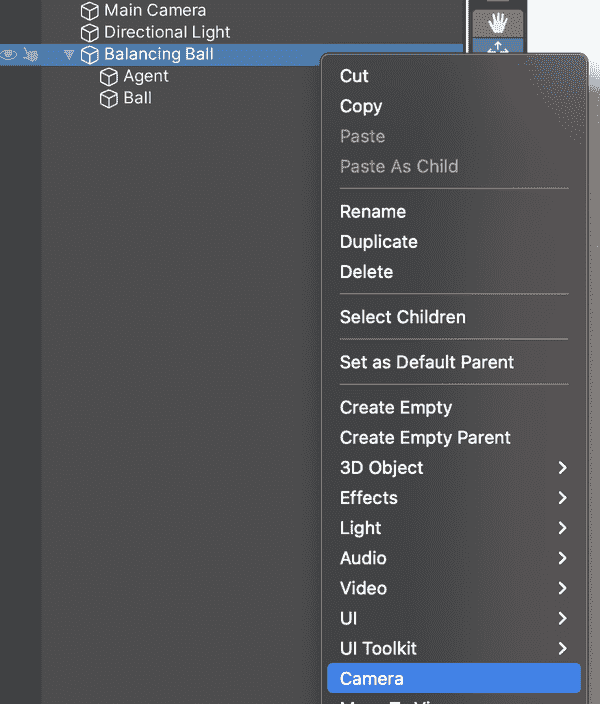 Main Camera
Directional Light
Balancing Ball
Agent
Ball
Cut
Copy
Paste
Paste As Child
Rename
Duplicate
Delete
Select Children
Set as Default Parent
Create Empty
Create Empty Parent
3D Object
Effects
Light
Audio
Video
UI
UI Toolkit
Camera